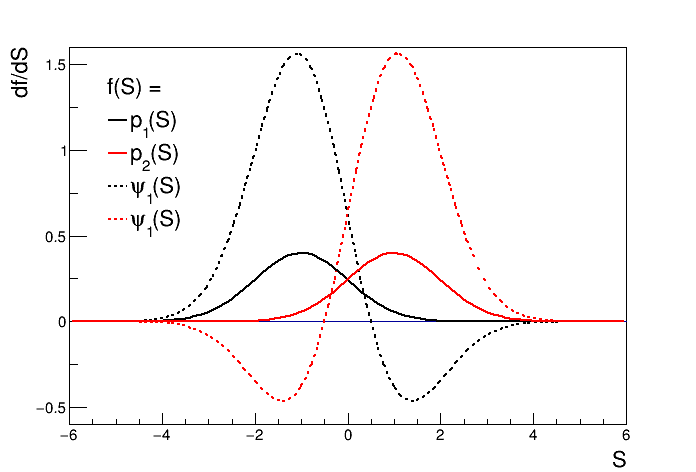 df/dS
1.5
1
0.5
0
−0.5
f(S) =
p₁(S)
p₂(S)
ψ₁(S)
ψ₁(S)
−6 −4 −2 0 2 4 6
S